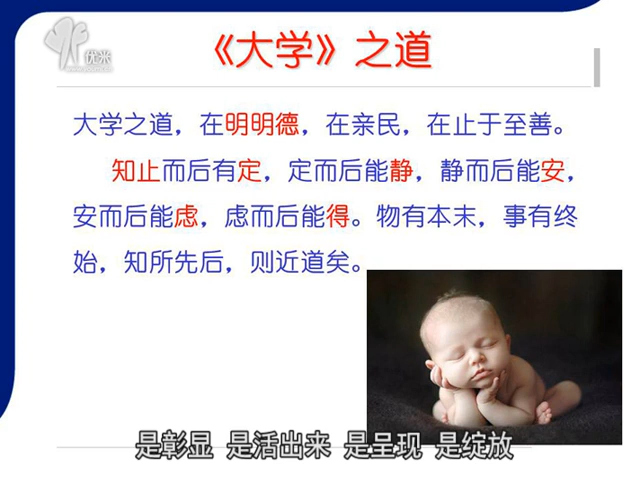 优米
《大学》之道
大学之道，在明明德，在亲民，在止于至善。
知止而后有定，定而后能静，静而后能安，
安而后能虑，虑而后能得。物有本末，事有终
始，知所先后，则近道矣。
是彰显 是活出来 是呈现 是绽放